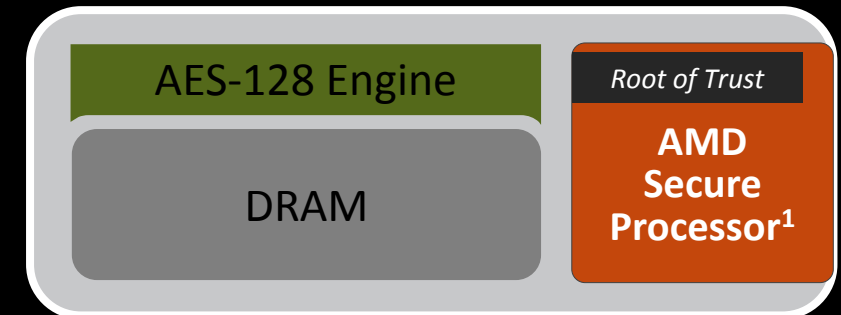 AES-128 Engine
DRAM
Root of Trust
AMD
Secure
Processor¹